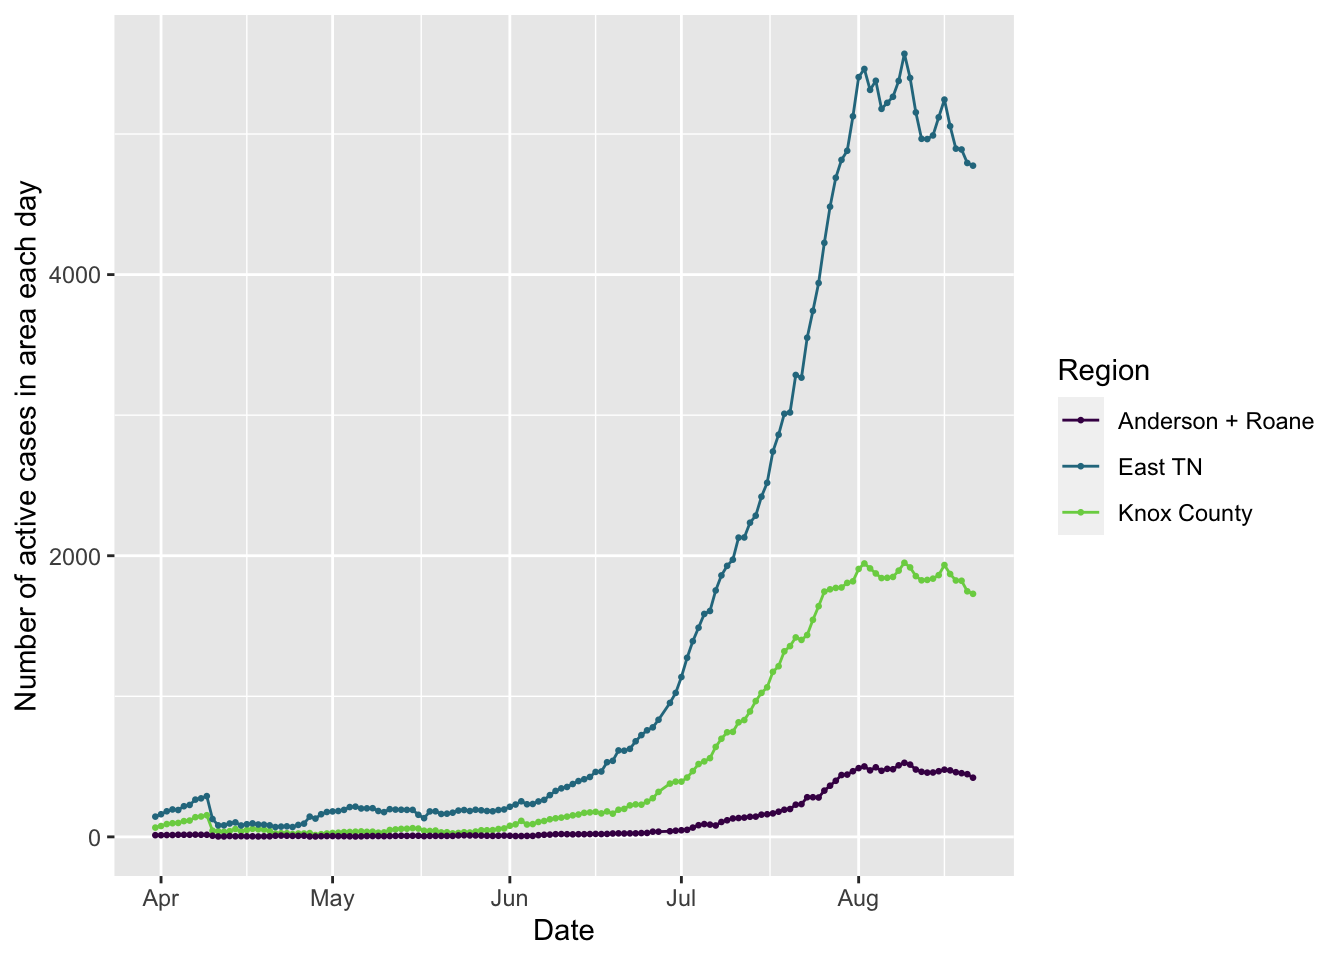 Number of active cases in area each day
4000
2000
0
Apr
May
Jun
Jul
Aug
Date
Region
Anderson + Roane
East TN
Knox County